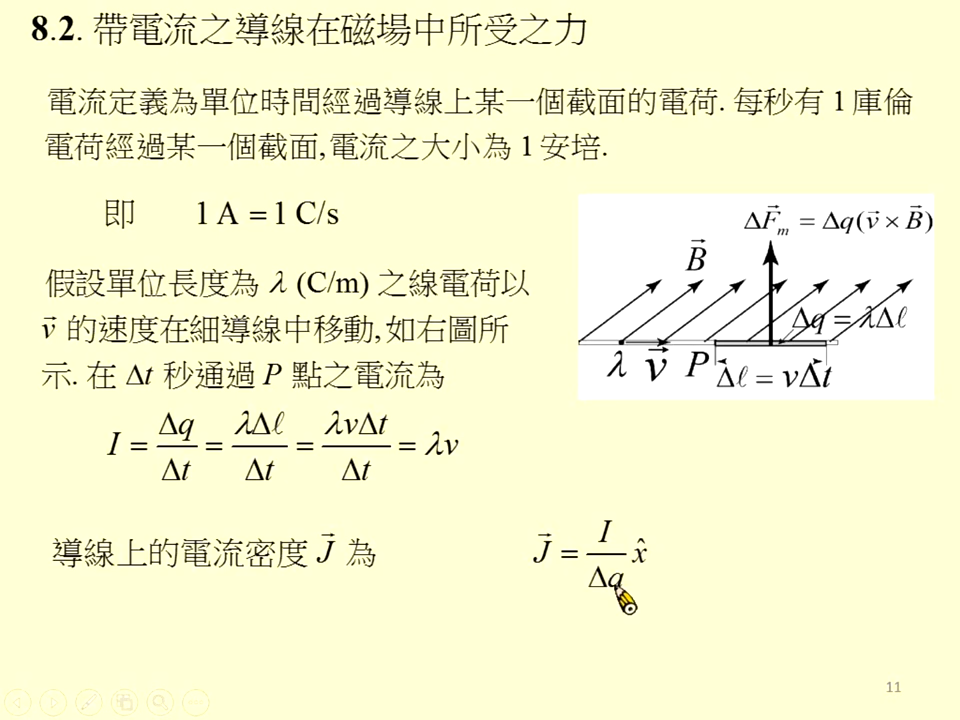 8.2. 帶電流之導線在磁場中所受之力
電流定義為單位時間經過導線上某一個截面的電荷. 每秒有 1 庫倫
電荷經過某一個截面, 電流之大小為 1 安培.
即 1 A = 1 C/s
假設單位長度為 λ (C/m) 之線電荷以
v⃗ 的速度在細導線中移動, 如右圖所
示. 在 Δt 秒通過 P 點之電流為
I = Δq/Δt = λΔℓ/Δt = λvΔt/Δt = λv
ΔF⃗m = Δq(v⃗ × B⃗)
B⃗
Δq = λΔℓ
λ v⃗ P
Δℓ = vΔt
導線上的電流密度 J⃗ 為 J⃗ = I/Δa x̂
11